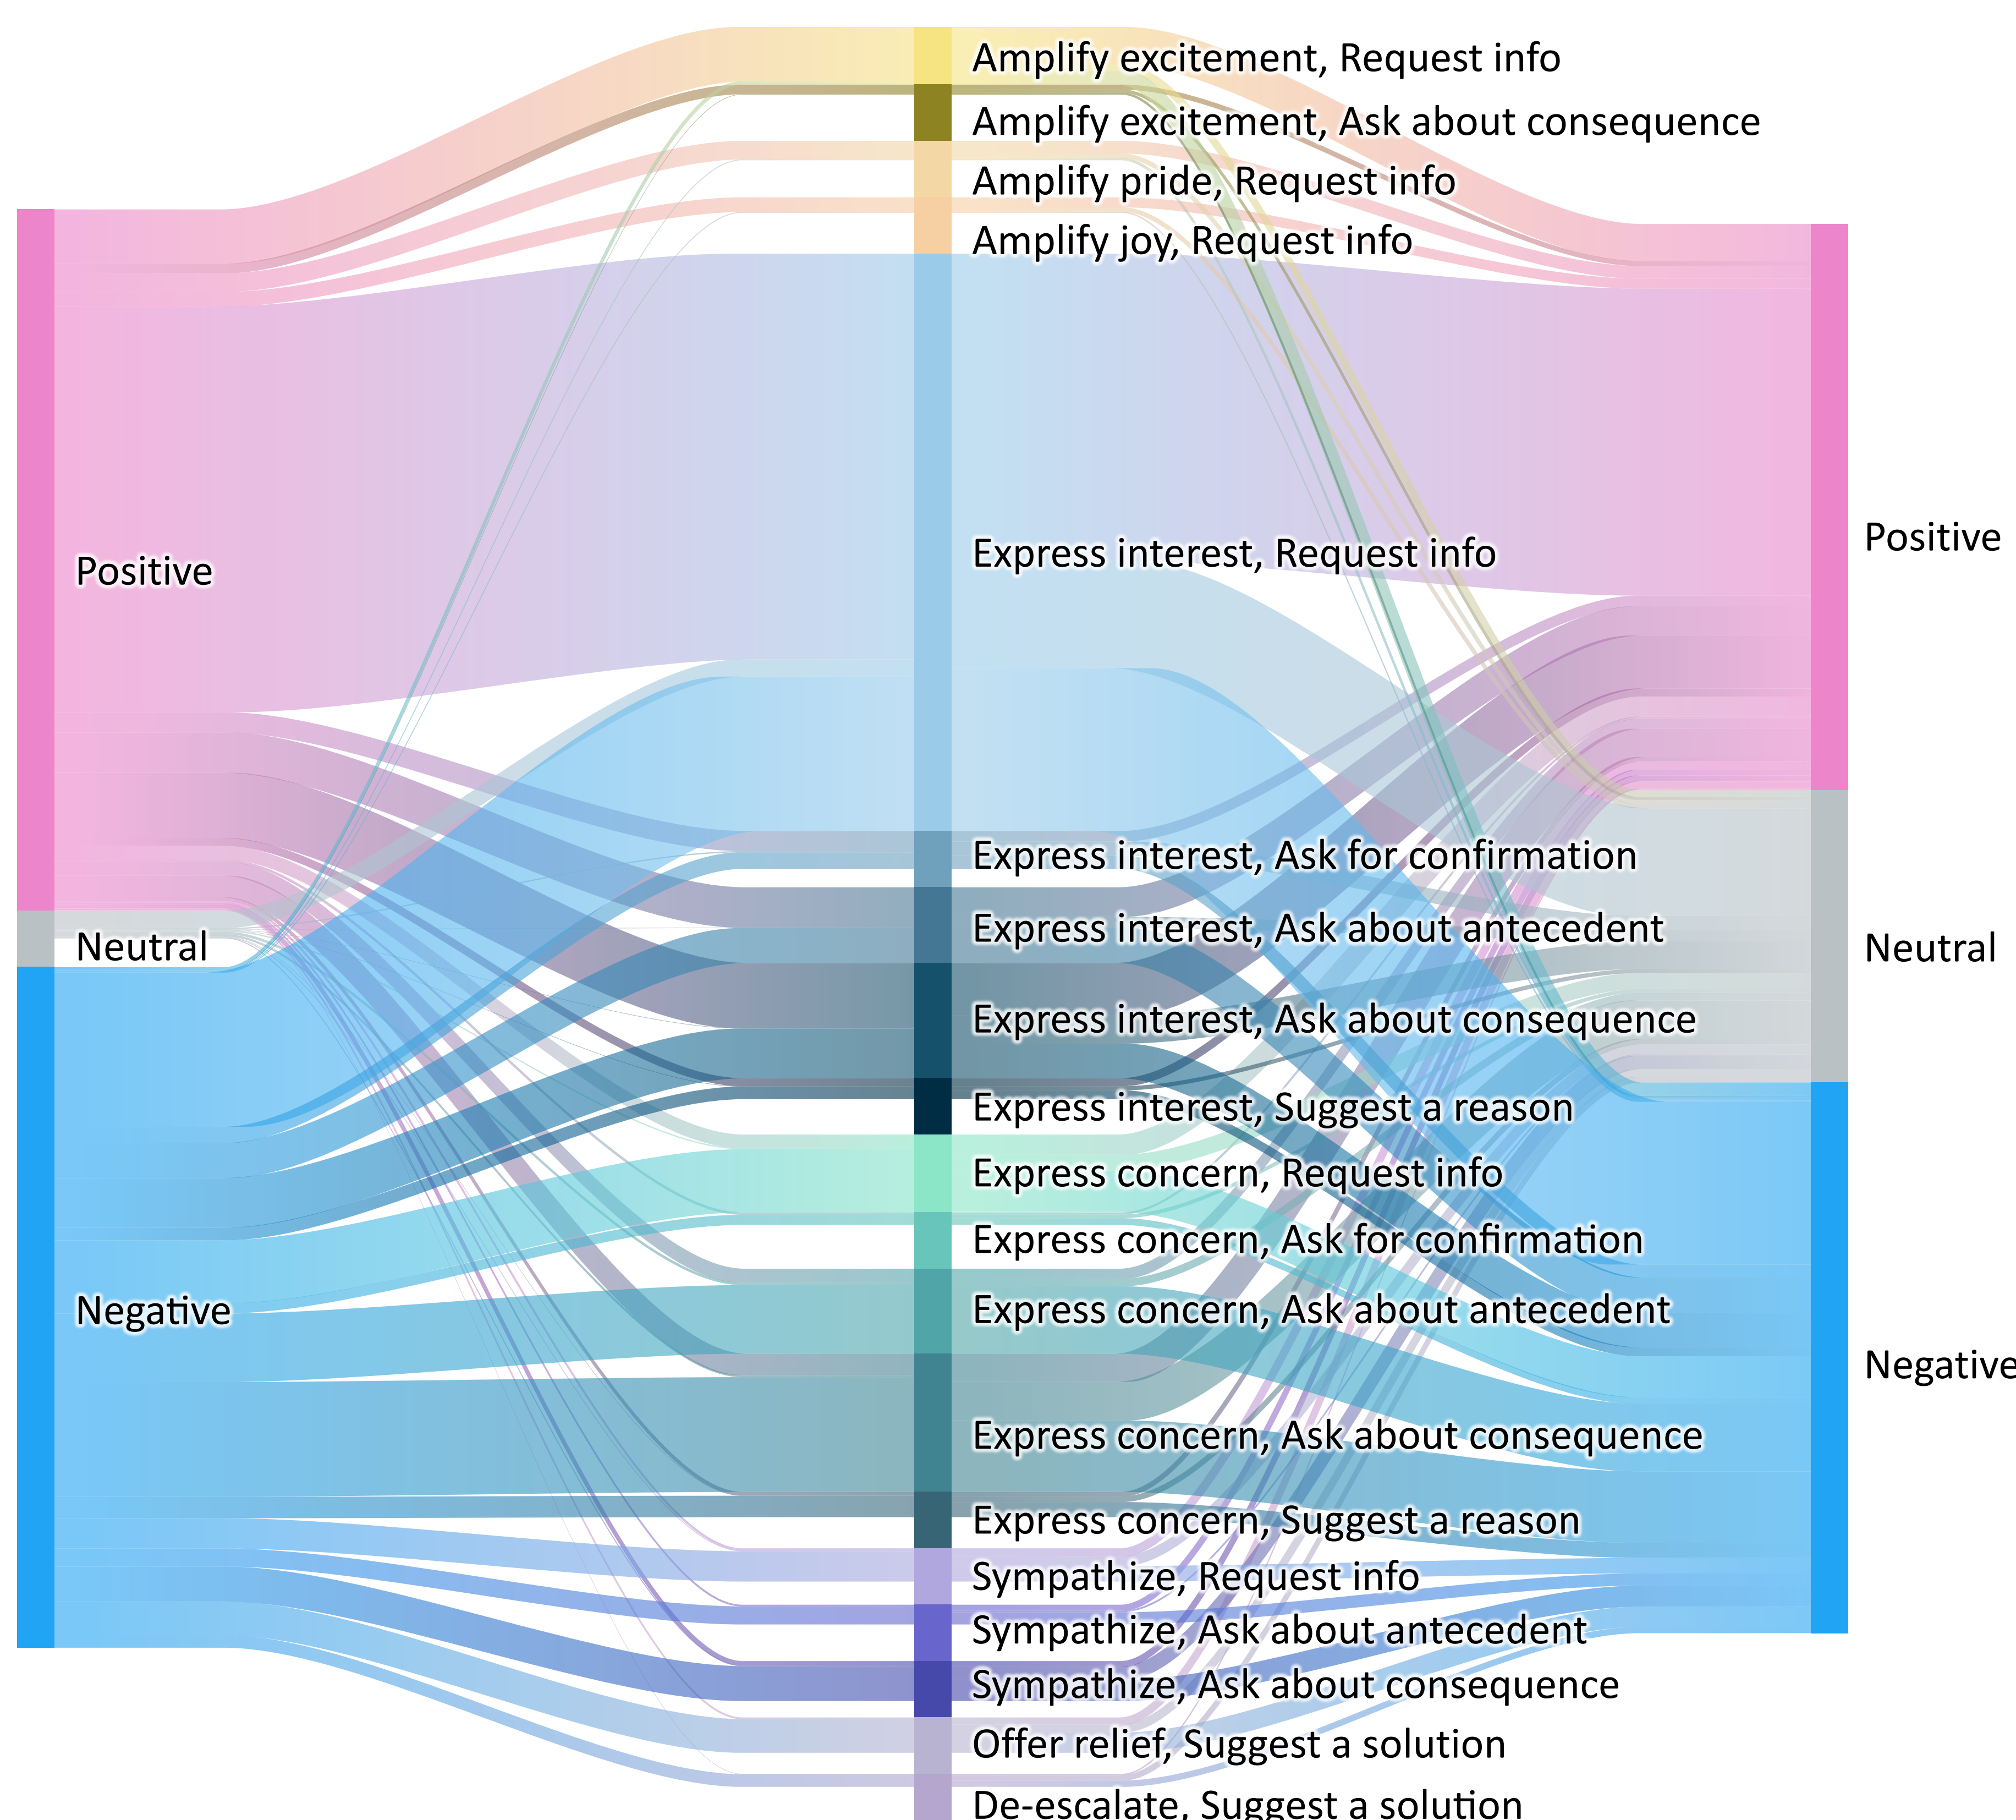 Positive
Neutral
Negative
Amplify excitement, Request info
Amplify excitement, Ask about consequence
Amplify pride, Request info
Amplify joy, Request info
Express interest, Request info
Express interest, Ask for confirmation
Express interest, Ask about antecedent
Express interest, Ask about consequence
Express interest, Suggest a reason
Express concern, Request info
Express concern, Ask for confirmation
Express concern, Ask about antecedent
Express concern, Ask about consequence
Express concern, Suggest a reason
Sympathize, Request info
Sympathize, Ask about antecedent
Sympathize, Ask about consequence
Offer relief, Suggest a solution
De-escalate, Suggest a solution
Positive
Neutral
Negative